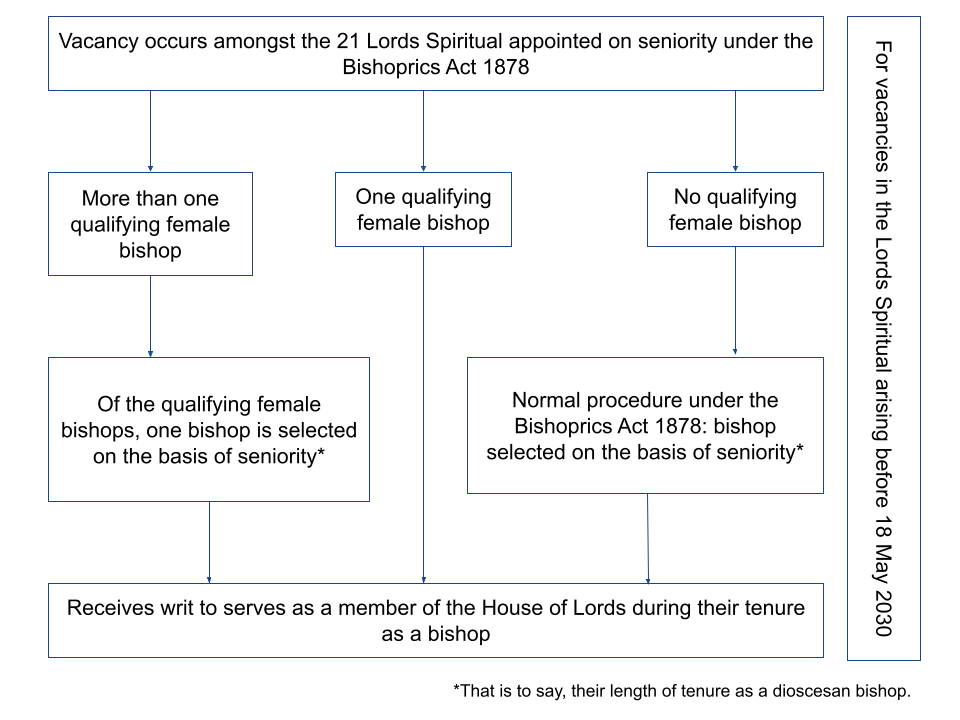 Vacancy occurs amongst the 21 Lords Spiritual appointed on seniority under the
Bishoprics Act 1878
More than one
qualifying female
bishop
One qualifying
female bishop
No qualifying
female bishop
Of the qualifying female
bishops, one bishop is selected
on the basis of seniority*
Normal procedure under the
Bishoprics Act 1878: bishop
selected on the basis of seniority*
Receives writ to serves as a member of the House of Lords during their tenure
as a bishop
For vacancies in the Lords Spiritual arising before 18 May 2030
*That is to say, their length of tenure as a dioscesan bishop.